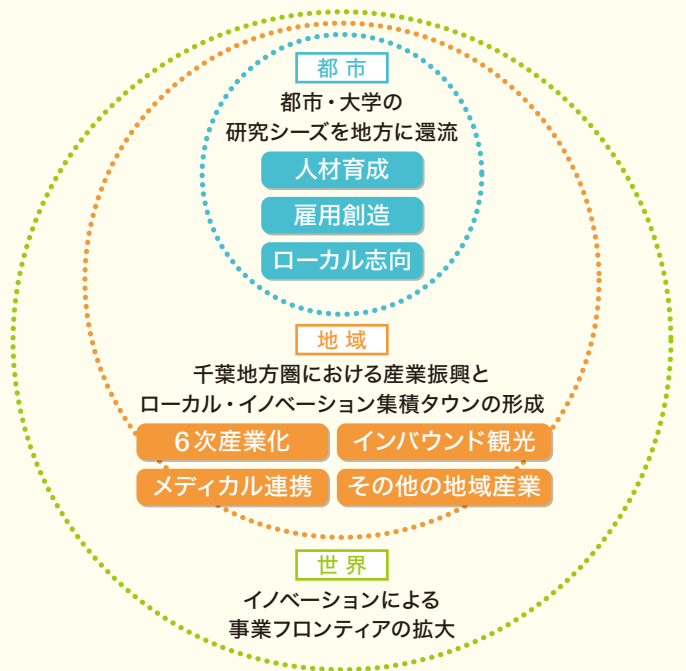 都市
都市・大学の
研究シーズを地方に還流
人材育成
雇用創造
ローカル志向
地域
千葉地方圏における産業振興と
ローカル・イノベーション集積タウンの形成
6次産業化 インバウンド観光
メディカル連携 その他の地域産業
世界
イノベーションによる
事業フロンティアの拡大